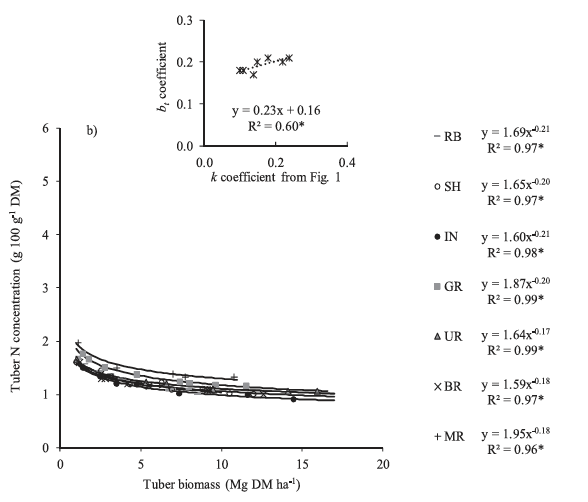 0.3
0.2
0.1
0.0
b_t coefficient
y = 0.23x + 0.16
R² = 0.60*
0.0 0.2 0.4
k coefficient from Fig. 1
b)
6
5
4
3
2
1
0
Tuber N concentration (g 100 g⁻¹ DM)
0 5 10 15 20
Tuber biomass (Mg DM ha⁻¹)
RB y = 1.69x⁻⁰·²¹
R² = 0.97*
SH y = 1.65x⁻⁰·²⁰
R² = 0.97*
IN y = 1.60x⁻⁰·²¹
R² = 0.98*
GR y = 1.87x⁻⁰·²⁰
R² = 0.99*
UR y = 1.64x⁻⁰·¹⁷
R² = 0.99*
BR y = 1.59x⁻⁰·¹⁸
R² = 0.97*
MR y = 1.95x⁻⁰·¹⁸
R² = 0.96*